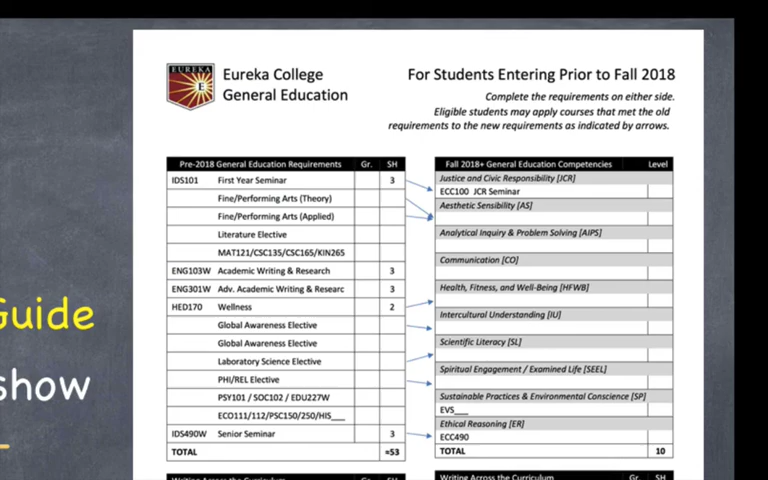 EUREKA
E
Eureka College
General Education
For Students Entering Prior to Fall 2018
Complete the requirements on either side.
Eligible students may apply courses that met the old
requirements to the new requirements as indicated by arrows.
Pre-2018 General Education Requirements Gr. SH
IDS101 First Year Seminar 3
Fine/Performing Arts (Theory)
Fine/Performing Arts (Applied)
Literature Elective
MAT121/CSC135/CSC165/KIN265
ENG103W Academic Writing & Research 3
ENG301W Adv. Academic Writing & Researc 3
HED170 Wellness 2
Global Awareness Elective
Global Awareness Elective
Laboratory Science Elective
PHI/REL Elective
PSY101 / SOC102 / EDU227W
ECO111/112/PSC150/250/HIS___
IDS490W Senior Seminar 3
TOTAL ≈53
Writing Across the Curriculum
Fall 2018+ General Education Competencies Level
Justice and Civic Responsibility [JCR]
ECC100 JCR Seminar
Aesthetic Sensibility [AS]
Analytical Inquiry & Problem Solving [AIPS]
Communication [CO]
Health, Fitness, and Well-Being [HFWB]
Intercultural Understanding [IU]
Scientific Literacy [SL]
Spiritual Engagement / Examined Life [SEEL]
Sustainable Practices & Environmental Conscience [SP]
EVS___
Ethical Reasoning [ER]
ECC490
TOTAL 10
Writing Across the Curriculum Gr. SH
Guide
show